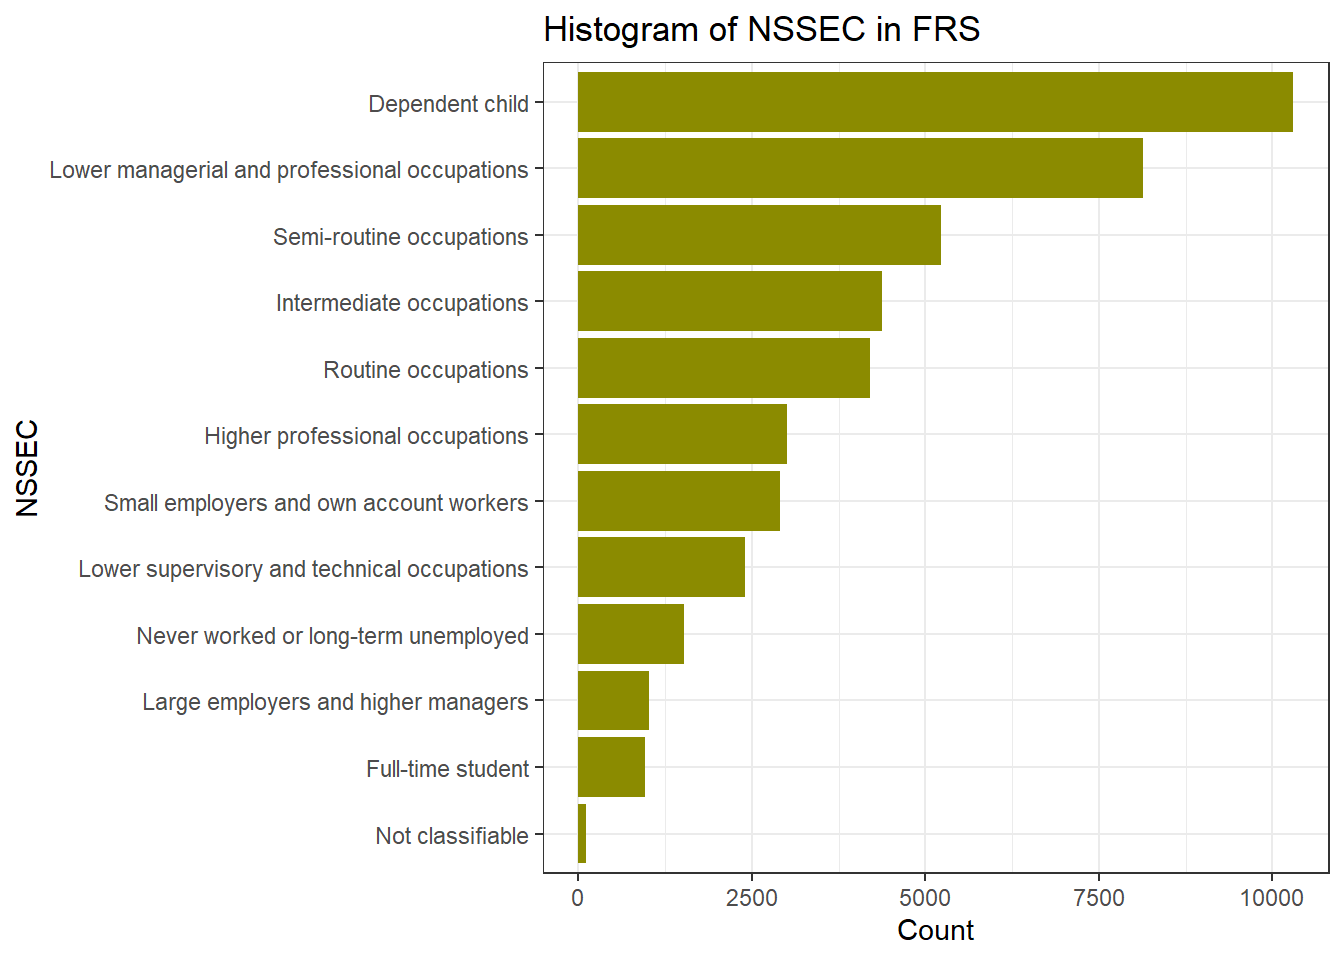 Histogram of NSSEC in FRS
Dependent child
Lower managerial and professional occupations
Semi-routine occupations
Intermediate occupations
Routine occupations
Higher professional occupations
Small employers and own account workers
Lower supervisory and technical occupations
Never worked or long-term unemployed
Large employers and higher managers
Full-time student
Not classifiable
NSSEC
0 2500 5000 7500 10000
Count